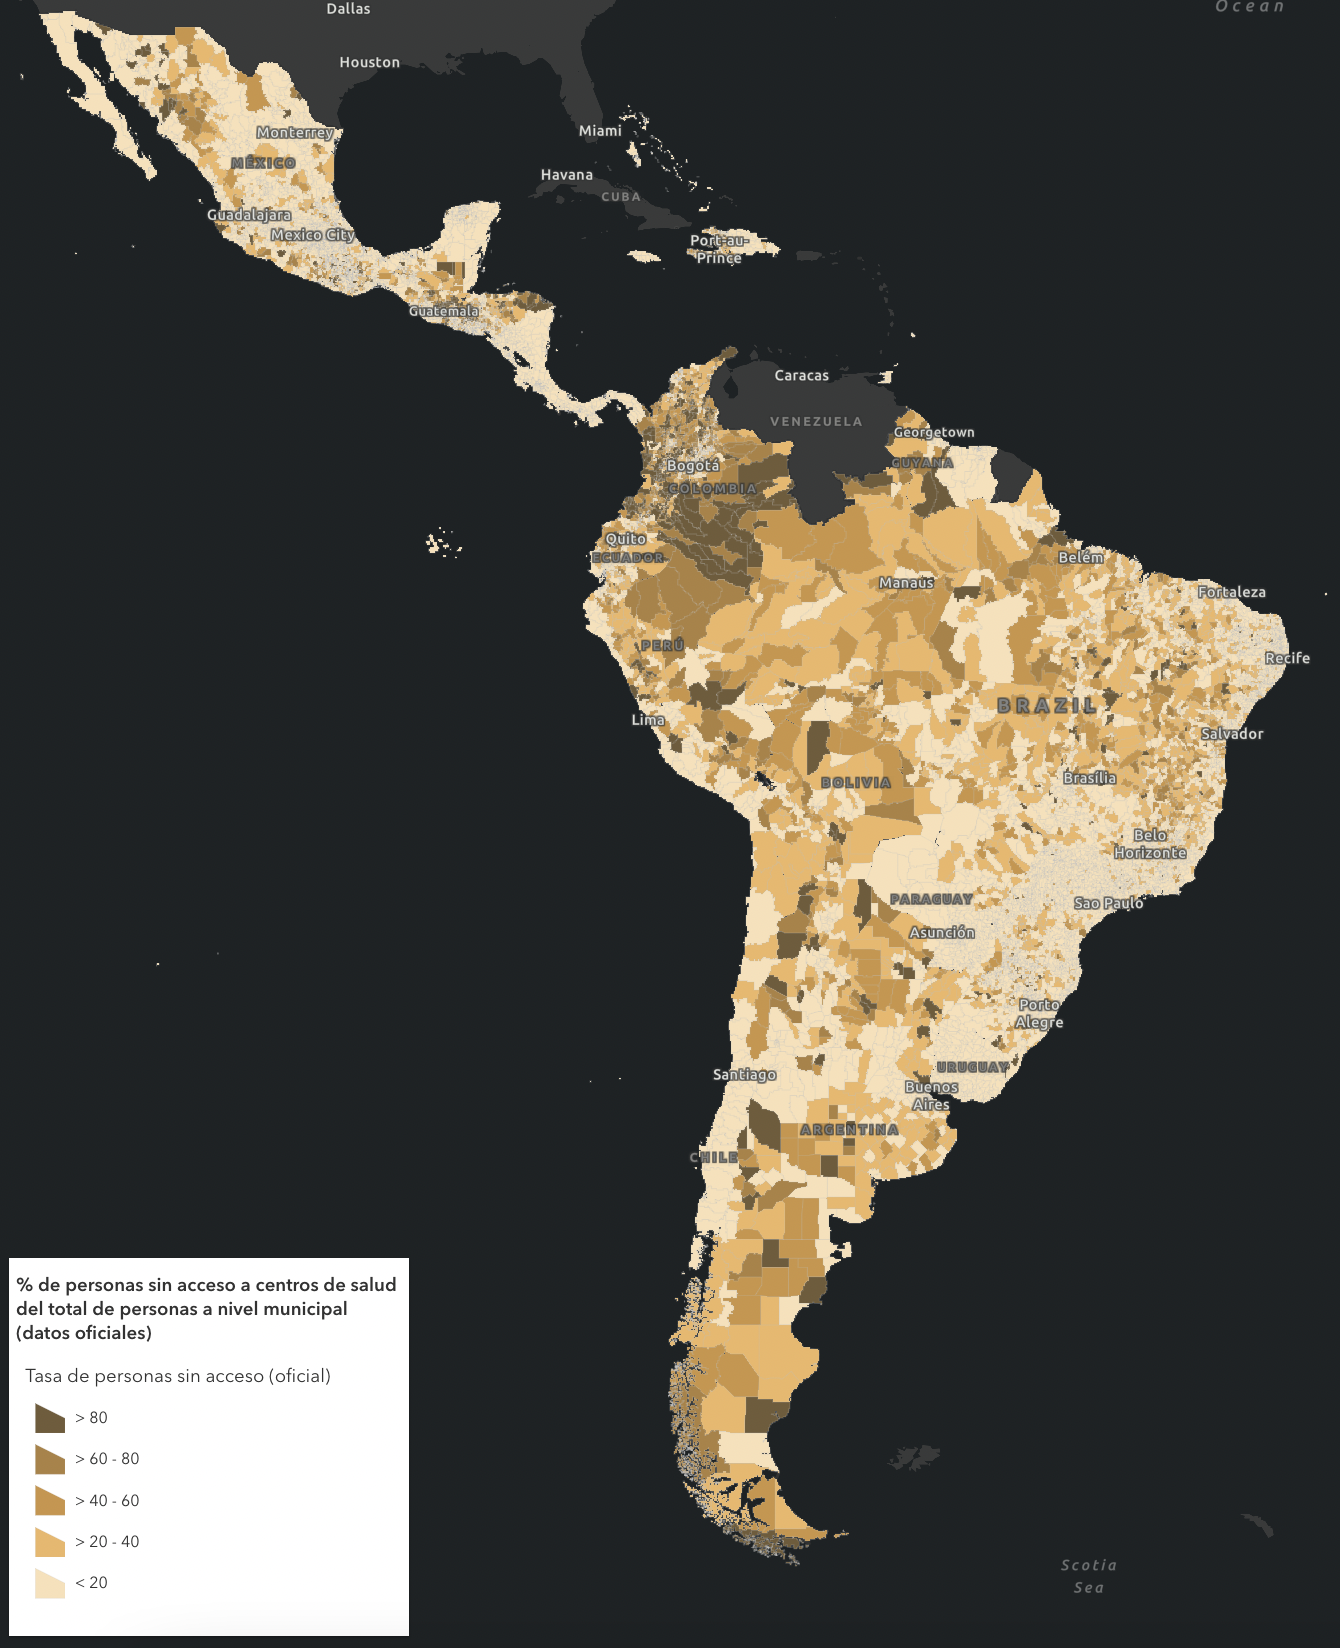 Ocean
Dallas
Houston
Miami
Monterrey
MÉXICO
Havana
CUBA
Guadalajara
Mexico City
Port-au-
Prince
Guatemala
Caracas
VENEZUELA
Georgetown
GUYANA
Bogotá
COLOMBIA
Quito
ECUADOR
Belém
Manaus
Fortaleza
PERÚ
Recife
BRAZIL
Lima
Salvador
BOLIVIA
Brasília
Belo
Horizonte
PARAGUAY
Sao Paulo
Asunción
Porto
Alegre
Santiago
URUGUAY
Buenos
Aires
ARGENTINA
CHILE
% de personas sin acceso a centros de salud
del total de personas a nivel municipal
(datos oficiales)
Tasa de personas sin acceso (oficial)
> 80
> 60 - 80
> 40 - 60
> 20 - 40
< 20
Scotia
Sea